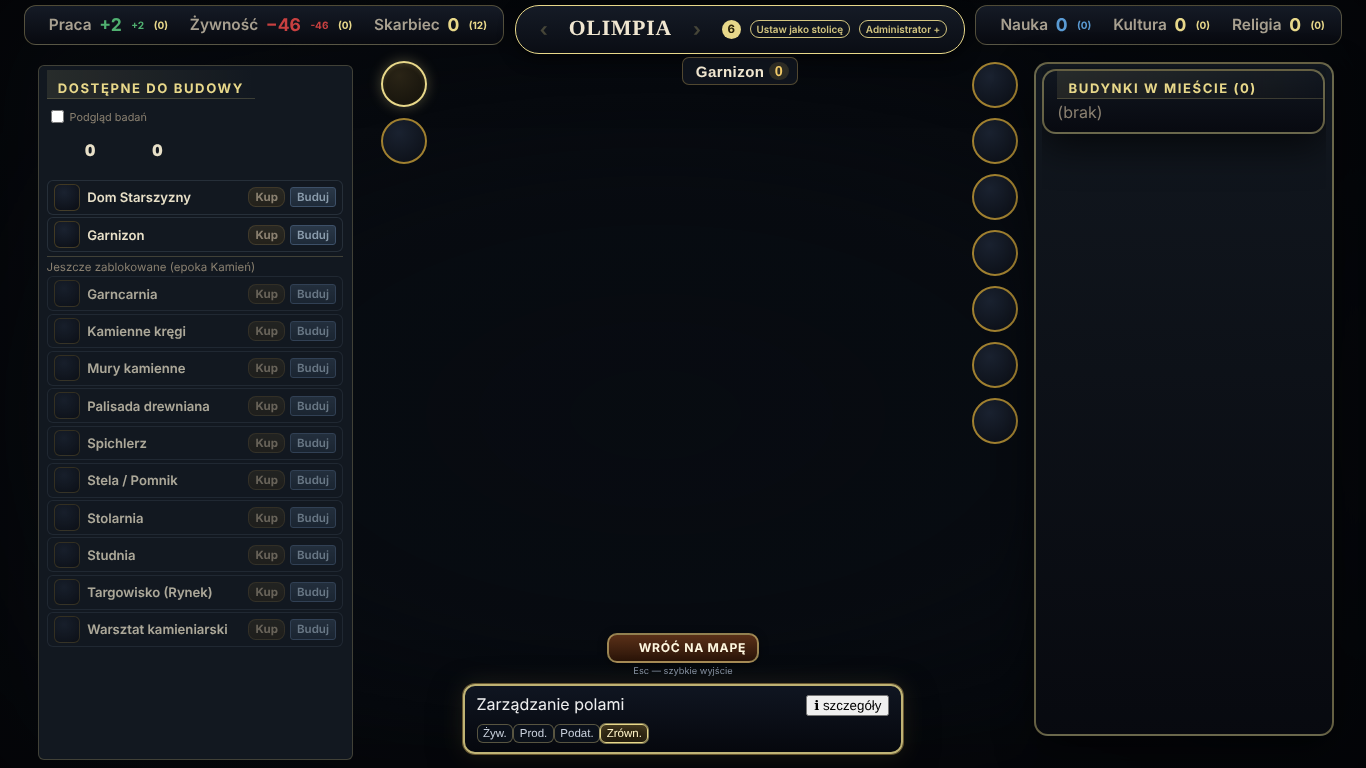 Praca +2 +2 (0) Żywność −46 -46 (0) Skarbiec 0 (12)
‹ OLIMPIA › 6 Ustaw jako stolicę Administrator +
Nauka 0 (0) Kultura 0 (0) Religia 0 (0)
Garnizon 0
DOSTĘPNE DO BUDOWY
Podgląd badań
0 0
Dom Starszyzny Kup Buduj
Garnizon Kup Buduj
Jeszcze zablokowane (epoka Kamień)
Garncarnia Kup Buduj
Kamienne kręgi Kup Buduj
Mury kamienne Kup Buduj
Palisada drewniana Kup Buduj
Spichlerz Kup Buduj
Stela / Pomnik Kup Buduj
Stolarnia Kup Buduj
Studnia Kup Buduj
Targowisko (Rynek) Kup Buduj
Warsztat kamieniarski Kup Buduj
BUDYNKI W MIEŚCIE (0)
(brak)
WRÓĆ NA MAPĘ
Esc — szybkie wyjście
Zarządzanie polami ℹ szczegóły
Żyw. Prod. Podat. Zrówn.